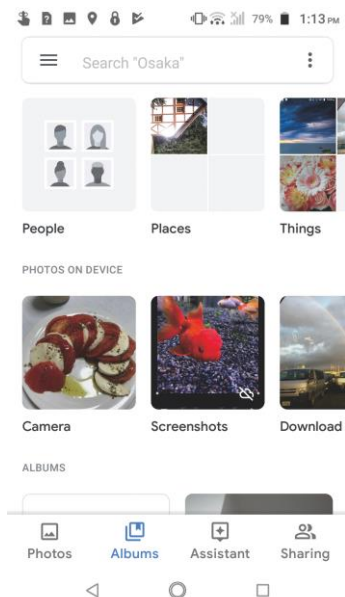 79% 1:13 PM
Search "Osaka"
People Places Things
PHOTOS ON DEVICE
Camera Screenshots Download
ALBUMS
Photos Albums Assistant Sharing